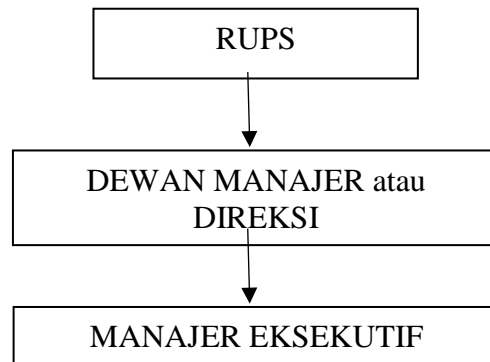 RUPS
DEWAN MANAJER atau
DIREKSI
MANAJER EKSEKUTIF